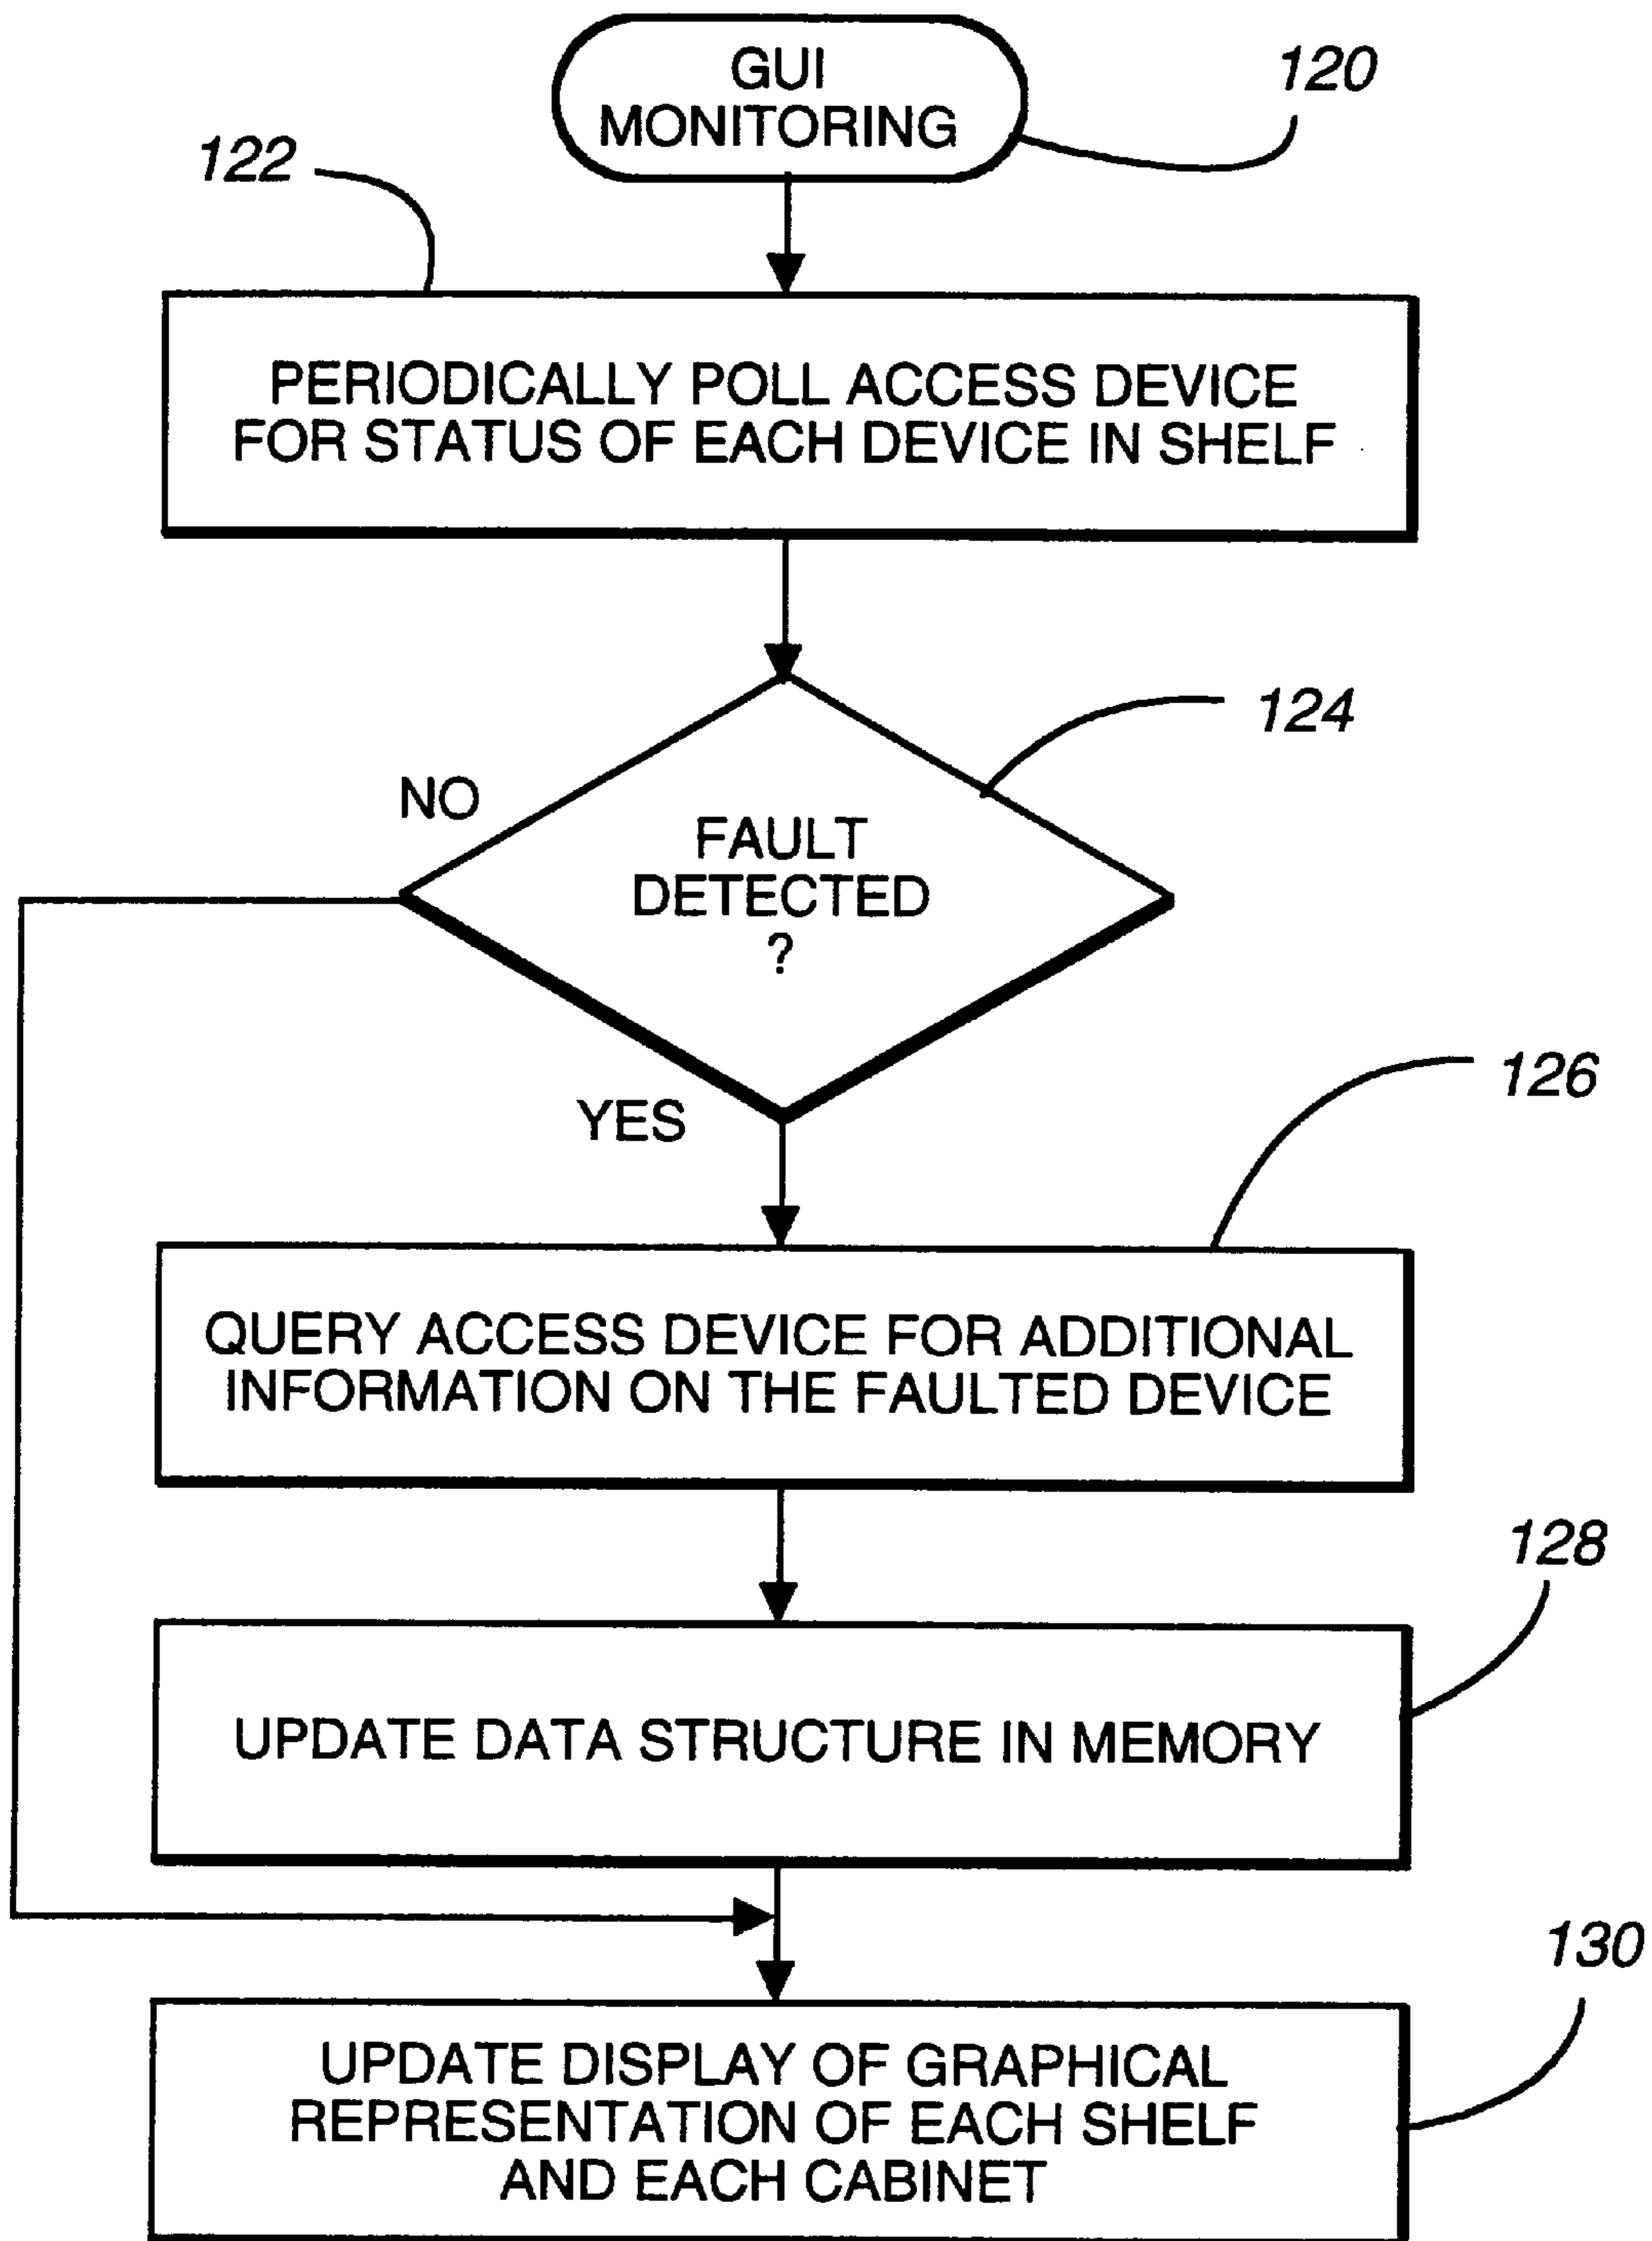 GUI
MONITORING
120
122
PERIODICALLY POLL ACCESS DEVICE
FOR STATUS OF EACH DEVICE IN SHELF
124
NO
FAULT
DETECTED
?
YES
126
QUERY ACCESS DEVICE FOR ADDITIONAL
INFORMATION ON THE FAULTED DEVICE
128
UPDATE DATA STRUCTURE IN MEMORY
130
UPDATE DISPLAY OF GRAPHICAL
REPRESENTATION OF EACH SHELF
AND EACH CABINET